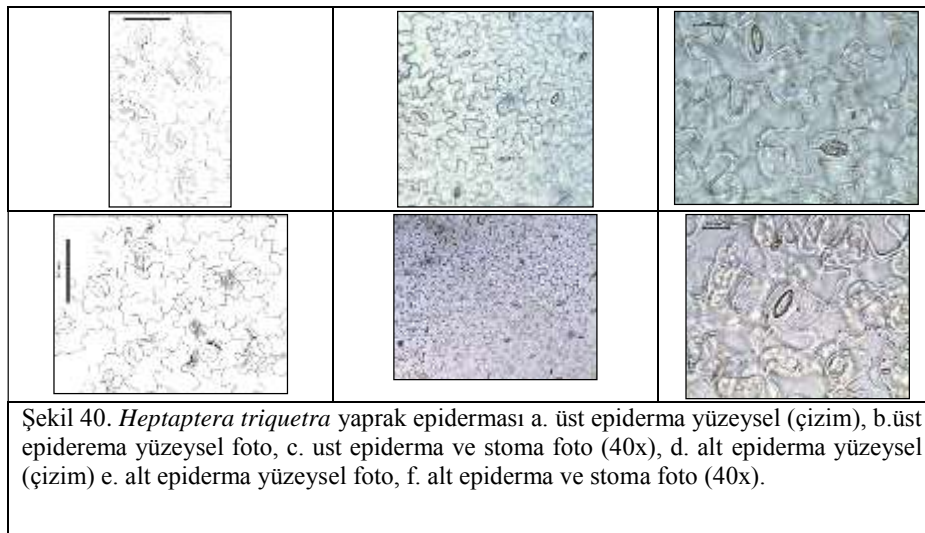 Şekil 40. Heptaptera triquetra yaprak epiderması a. üst epiderma yüzeysel (çizim), b.üst
epiderema yüzeysel foto, c. ust epiderma ve stoma foto (40x), d. alt epiderma yüzeysel
(çizim) e. alt epiderma yüzeysel foto, f. alt epiderma ve stoma foto (40x).